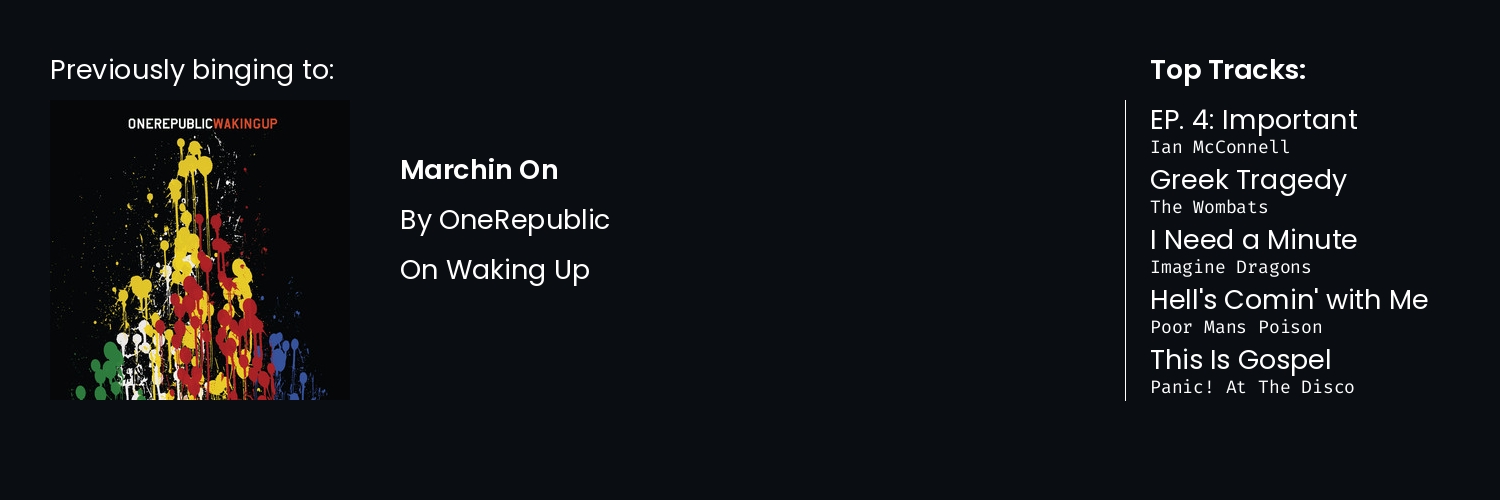 Previously binging to:
ONEREPUBLICWAKINGUP
Marchin On
By OneRepublic
On Waking Up
Top Tracks:
EP. 4: Important
Ian McConnell
Greek Tragedy
The Wombats
I Need a Minute
Imagine Dragons
Hell's Comin' with Me
Poor Mans Poison
This Is Gospel
Panic! At The Disco